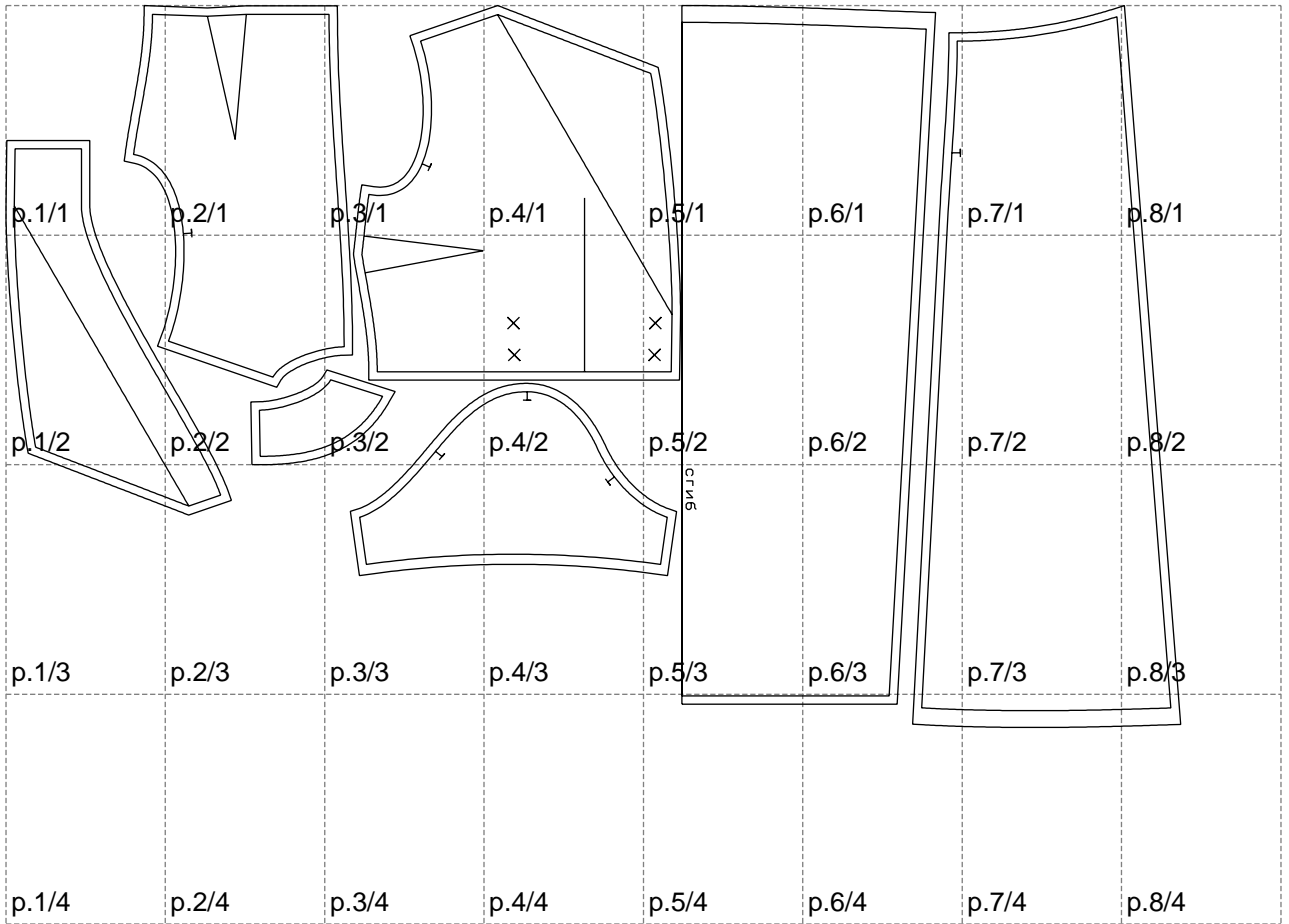 p.1/1 p.2/1 p.3/1 p.4/1 p.5/1 p.6/1 p.7/1 p.8/1
p.1/2 p.2/2 p.3/2 p.4/2 p.5/2 p.6/2 p.7/2 p.8/2
сгиб
p.1/3 p.2/3 p.3/3 p.4/3 p.5/3 p.6/3 p.7/3 p.8/3
p.1/4 p.2/4 p.3/4 p.4/4 p.5/4 p.6/4 p.7/4 p.8/4